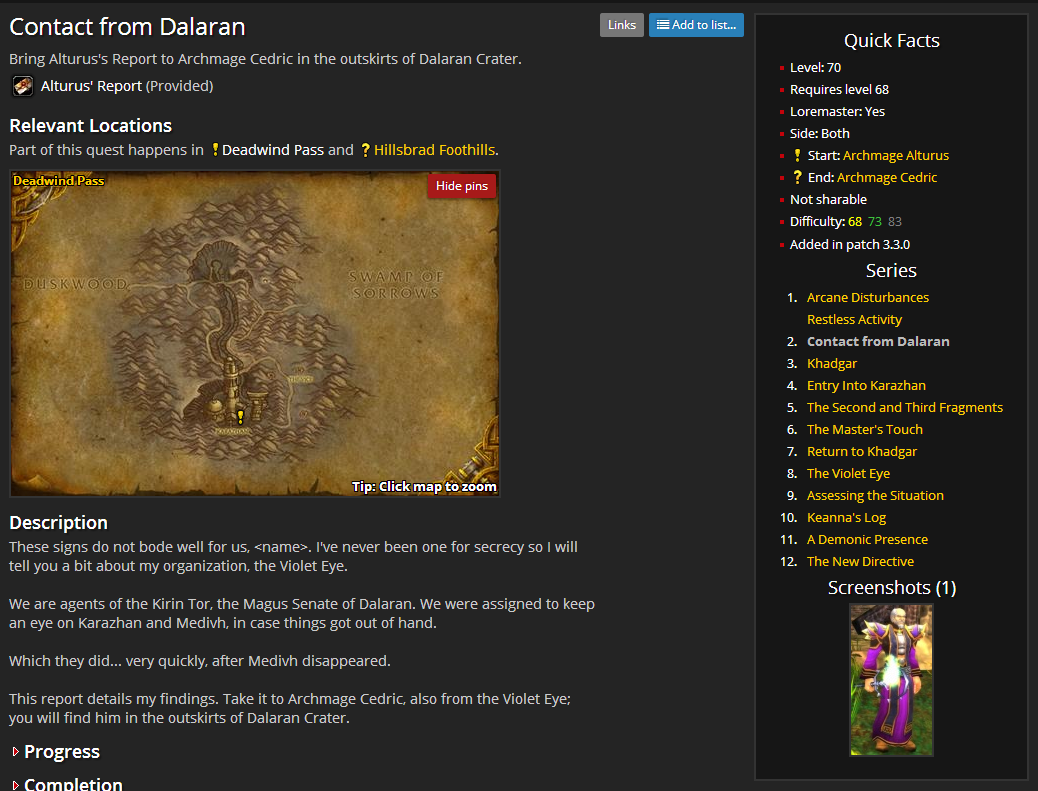 Contact from Dalaran
Links
Add to list...
Bring Alturus's Report to Archmage Cedric in the outskirts of Dalaran Crater.
Alturus' Report (Provided)
Relevant Locations
Part of this quest happens in Deadwind Pass and Hillsbrad Foothills.
Deadwind Pass
Hide pins
DUSKWOOD
SWAMP OF
SORROWS
THE VICE
KARAZHAN
Tip: Click map to zoom
Description
These signs do not bode well for us, <name>. I've never been one for secrecy so I will
tell you a bit about my organization, the Violet Eye.
We are agents of the Kirin Tor, the Magus Senate of Dalaran. We were assigned to keep
an eye on Karazhan and Medivh, in case things got out of hand.
Which they did... very quickly, after Medivh disappeared.
This report details my findings. Take it to Archmage Cedric, also from the Violet Eye;
you will find him in the outskirts of Dalaran Crater.
Progress
Completion
Quick Facts
Level: 70
Requires level 68
Loremaster: Yes
Side: Both
Start: Archmage Alturus
End: Archmage Cedric
Not sharable
Difficulty: 68 73 83
Added in patch 3.3.0
Series
1. Arcane Disturbances
Restless Activity
2. Contact from Dalaran
3. Khadgar
4. Entry Into Karazhan
5. The Second and Third Fragments
6. The Master's Touch
7. Return to Khadgar
8. The Violet Eye
9. Assessing the Situation
10. Keanna's Log
11. A Demonic Presence
12. The New Directive
Screenshots (1)